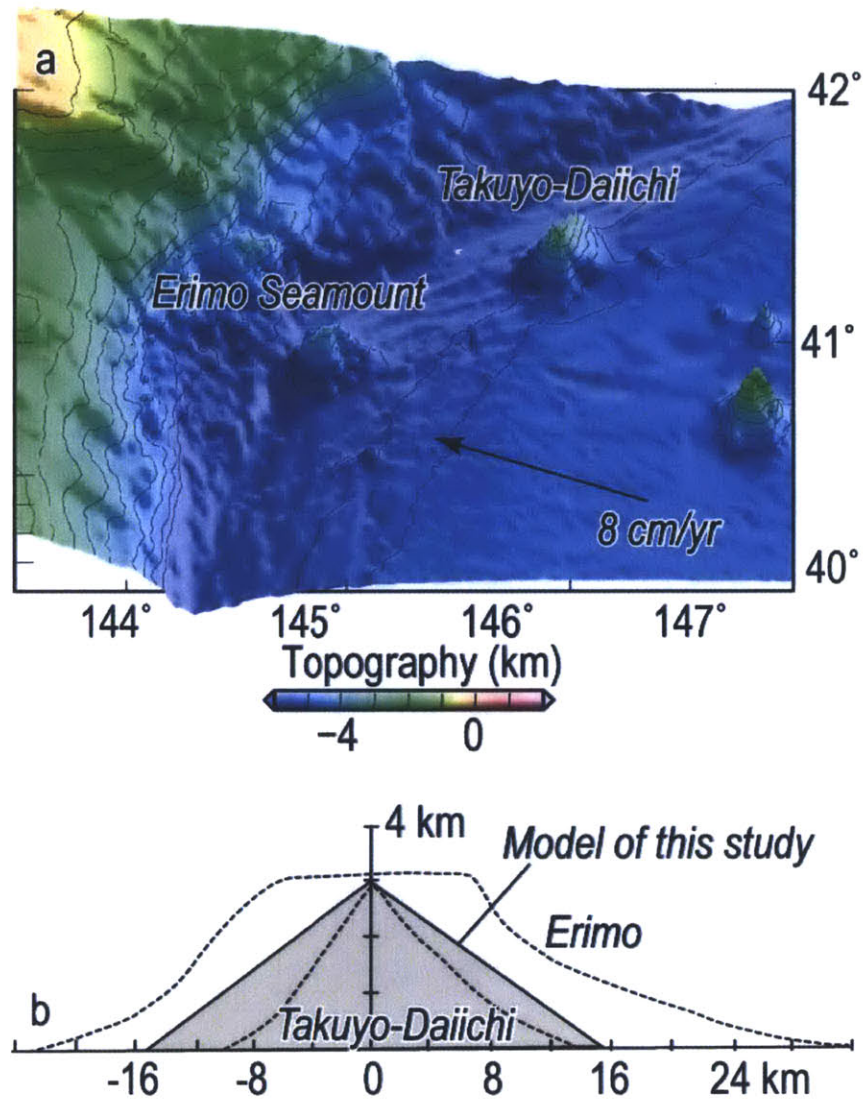 a
42°
Takuyo-Daiichi
Erimo Seamount
41°
8 cm/yr
40°
144° 145° 146° 147°
Topography (km)
−4 0
4 km
Model of this study
Erimo
b
Takuyo-Daiichi
-16 -8 0 8 16 24 km